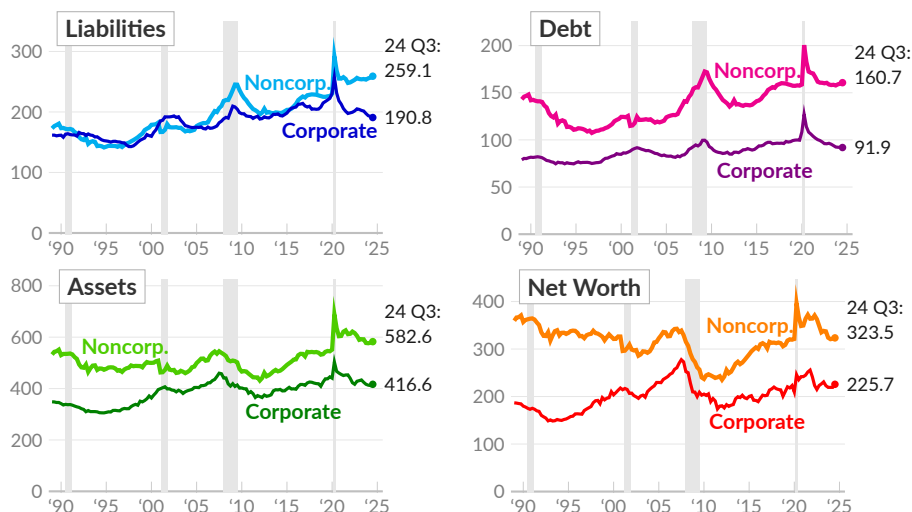 Liabilities
24 Q3:
300
259.1
Noncorp.
200
190.8
Corporate
100
0
‘90 ‘95 ‘00 ‘05 ‘10 ‘15 ‘20 ‘25
Debt
200
24 Q3:
Noncorp.
160.7
150
100
91.9
Corporate
50
0
‘90 ‘95 ‘00 ‘05 ‘10 ‘15 ‘20 ‘25
Assets
800
24 Q3:
600
582.6
Noncorp.
400
416.6
Corporate
200
0
‘90 ‘95 ‘00 ‘05 ‘10 ‘15 ‘20 ‘25
Net Worth
400
24 Q3:
Noncorp.
323.5
300
225.7
200
Corporate
100
0
‘90 ‘95 ‘00 ‘05 ‘10 ‘15 ‘20 ‘25